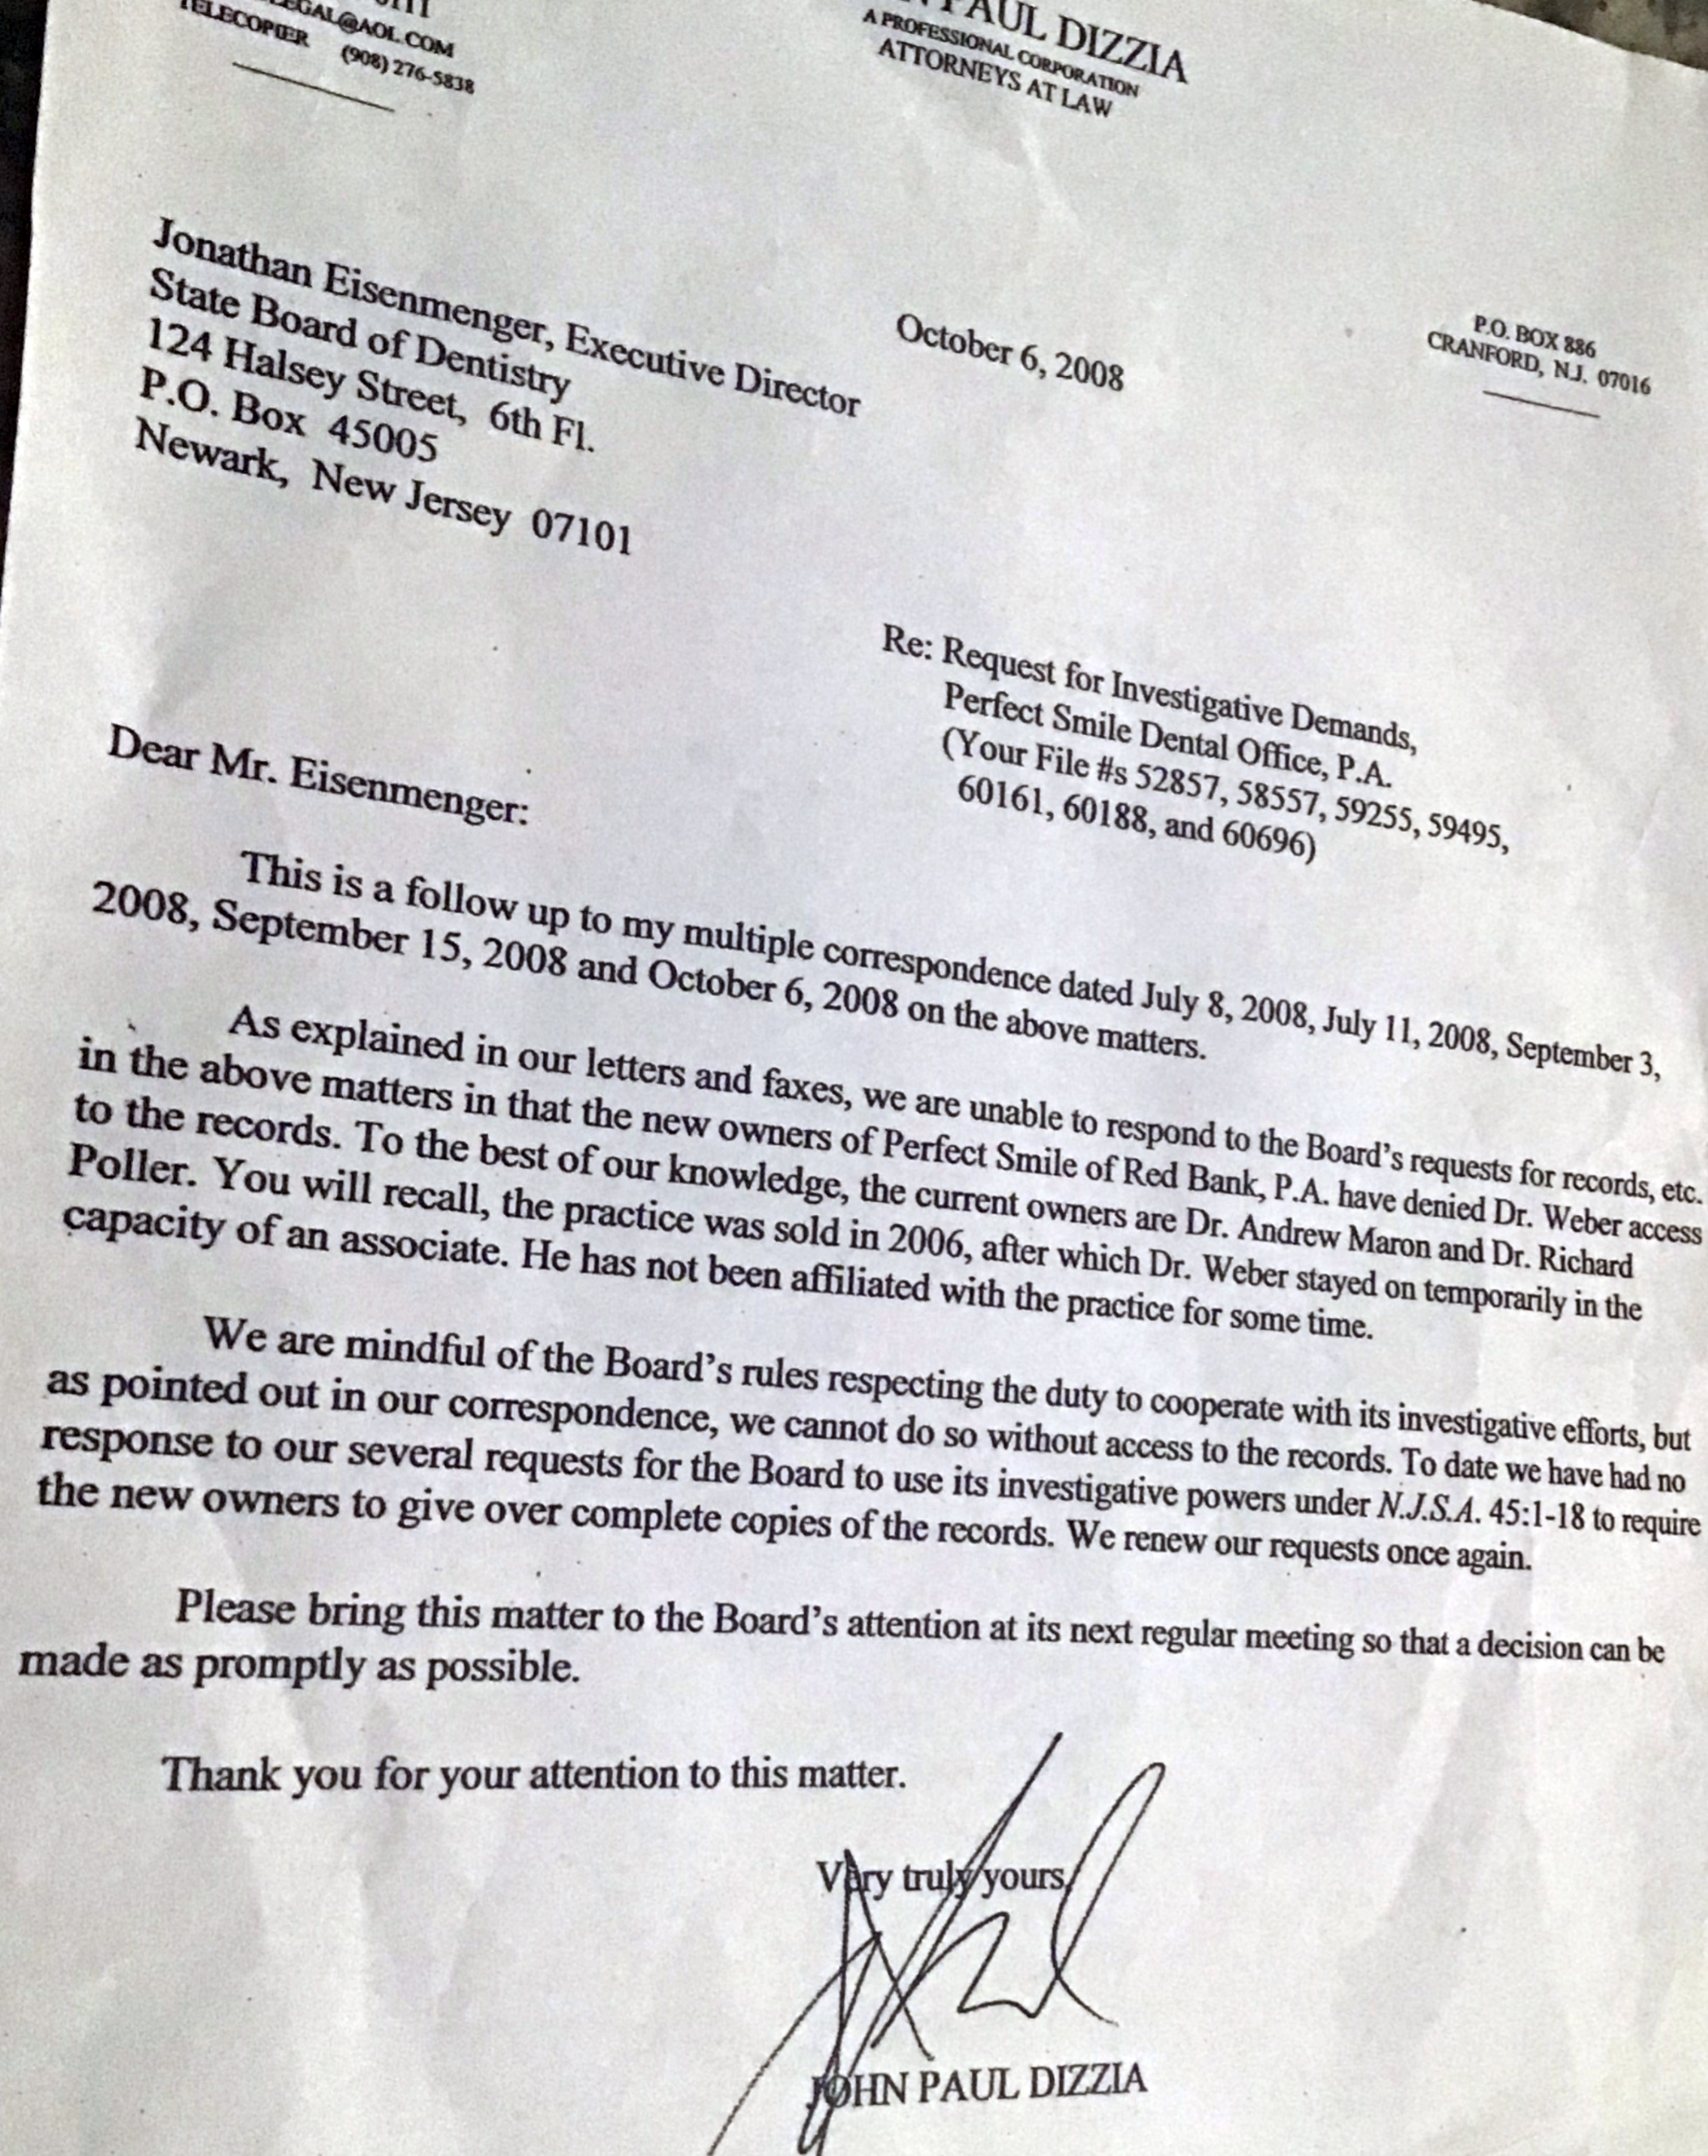 TELECOPIER (908) 276-5838
PAUL DIZZIA
A PROFESSIONAL CORPORATION
ATTORNEYS AT LAW
P.O. BOX 886
CRANFORD, N.J. 07016
October 6, 2008
Jonathan Eisenmenger, Executive Director
State Board of Dentistry
124 Halsey Street, 6th Fl.
P.O. Box 45005
Newark, New Jersey 07101
Re: Request for Investigative Demands,
Perfect Smile Dental Office, P.A.
(Your File #s 52857, 58557, 59255, 59495,
60161, 60188, and 60696)
Dear Mr. Eisenmenger:
This is a follow up to my multiple correspondence dated July 8, 2008, July 11, 2008, September 3,
2008, September 15, 2008 and October 6, 2008 on the above matters.
As explained in our letters and faxes, we are unable to respond to the Board's requests for records, etc.
in the above matters in that the new owners of Perfect Smile of Red Bank, P.A. have denied Dr. Weber access
to the records. To the best of our knowledge, the current owners are Dr. Andrew Maron and Dr. Richard
Poller. You will recall, the practice was sold in 2006, after which Dr. Weber stayed on temporarily in the
capacity of an associate. He has not been affiliated with the practice for some time.
We are mindful of the Board's rules respecting the duty to cooperate with its investigative efforts, but
as pointed out in our correspondence, we cannot do so without access to the records. To date we have had no
response to our several requests for the Board to use its investigative powers under N.J.S.A. 45:1-18 to require
the new owners to give over complete copies of the records. We renew our requests once again.
Please bring this matter to the Board's attention at its next regular meeting so that a decision can be
made as promptly as possible.
Thank you for your attention to this matter.
Very truly yours,
JOHN PAUL DIZZIA